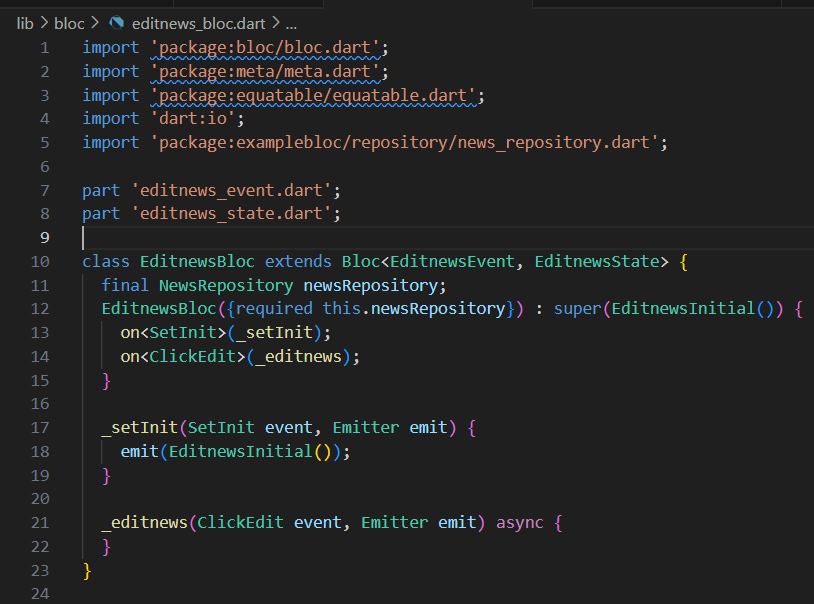 lib > bloc > editnews_bloc.dart > ...
1 import 'package:bloc/bloc.dart';
2 import 'package:meta/meta.dart';
3 import 'package:equatable/equatable.dart';
4 import 'dart:io';
5 import 'package:examplebloc/repository/news_repository.dart';
6
7 part 'editnews_event.dart';
8 part 'editnews_state.dart';
9
10 class EditnewsBloc extends Bloc<EditnewsEvent, EditnewsState> {
11   final NewsRepository newsRepository;
12   EditnewsBloc({required this.newsRepository}) : super(EditnewsInitial()) {
13     on<SetInit>(_setInit);
14     on<ClickEdit>(_editnews);
15   }
16
17   _setInit(SetInit event, Emitter emit) {
18     emit(EditnewsInitial());
19   }
20
21   _editnews(ClickEdit event, Emitter emit) async {
22   }
23 }
24